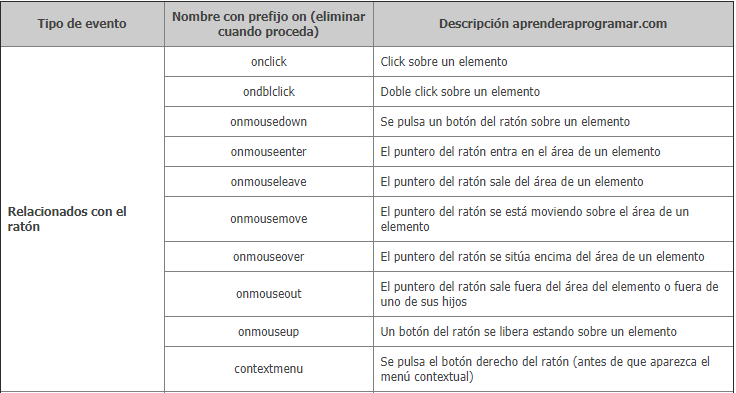 Tipo de evento
Nombre con prefijo on (eliminar
cuando proceda)
Descripción aprenderaprogramar.com
Relacionados con el
ratón
onclick
Click sobre un elemento
ondblclick
Doble click sobre un elemento
onmousedown
Se pulsa un botón del ratón sobre un elemento
onmouseenter
El puntero del ratón entra en el área de un elemento
onmouseleave
El puntero del ratón sale del área de un elemento
onmousemove
El puntero del ratón se está moviendo sobre el área de un
elemento
onmouseover
El puntero del ratón se sitúa encima del área de un elemento
onmouseout
El puntero del ratón sale fuera del área del elemento o fuera de
uno de sus hijos
onmouseup
Un botón del ratón se libera estando sobre un elemento
contextmenu
Se pulsa el botón derecho del ratón (antes de que aparezca el
menú contextual)